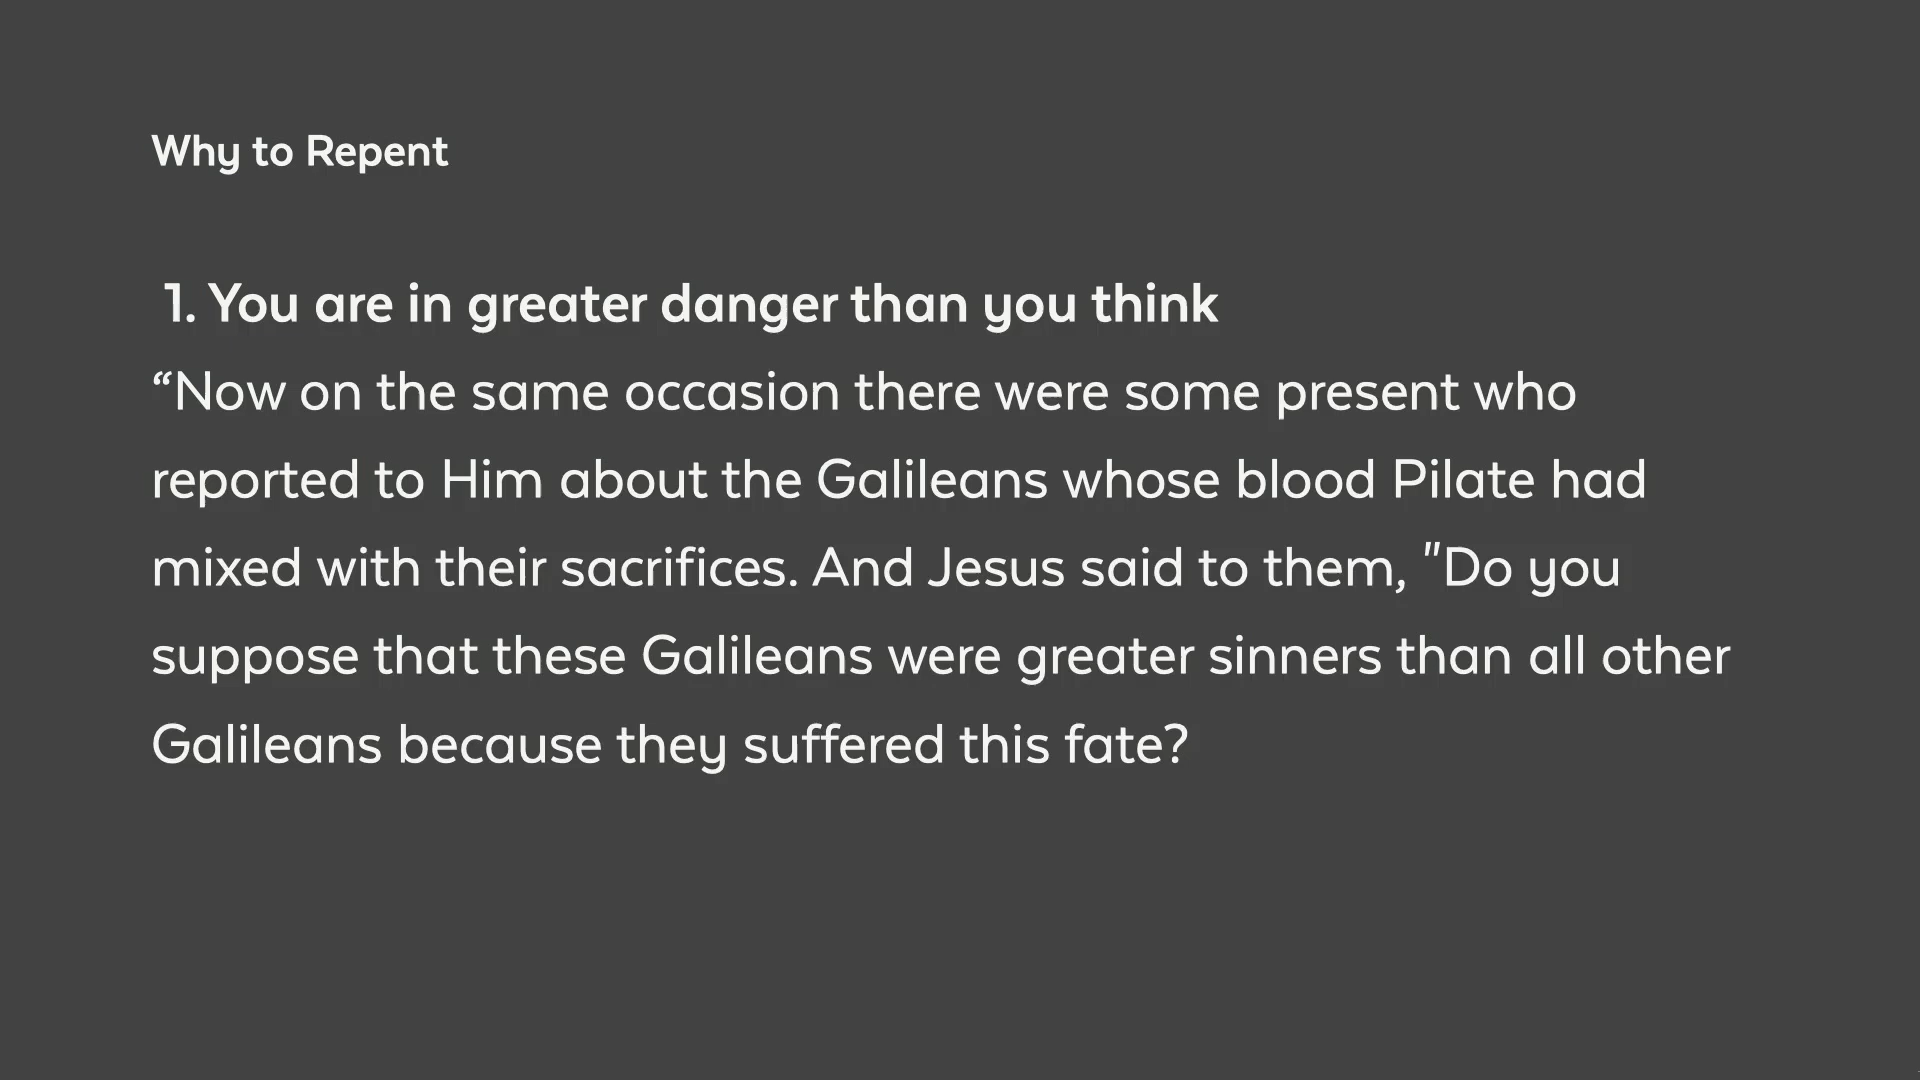 Why to Repent
1. You are in greater danger than you think
“Now on the same occasion there were some present who
reported to Him about the Galileans whose blood Pilate had
mixed with their sacrifices. And Jesus said to them, "Do you
suppose that these Galileans were greater sinners than all other
Galileans because they suffered this fate?